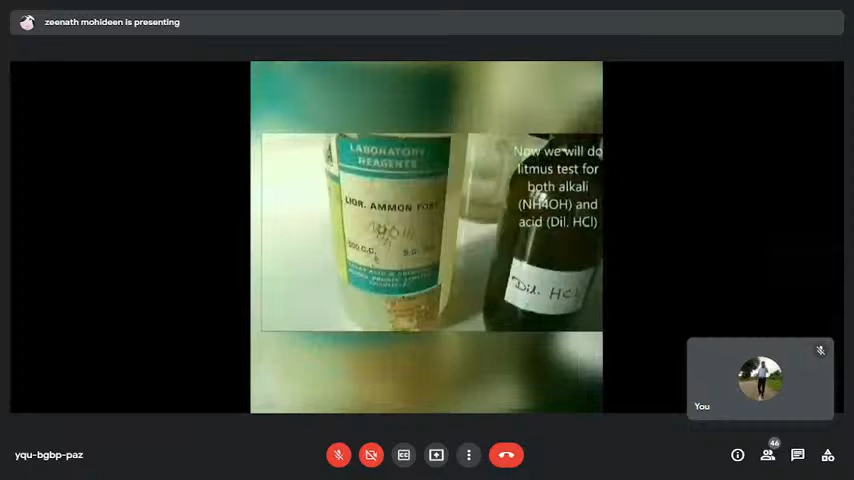 zeenath mohideen is presenting
LABORATORY
REAGENTS
LIQR. AMMON FORT
500 C.C.
Now we will do
litmus test for
both alkali
(NH4OH) and
acid (Dil. HCl)
Dil. HCl
You
yqu-bgbp-paz
46